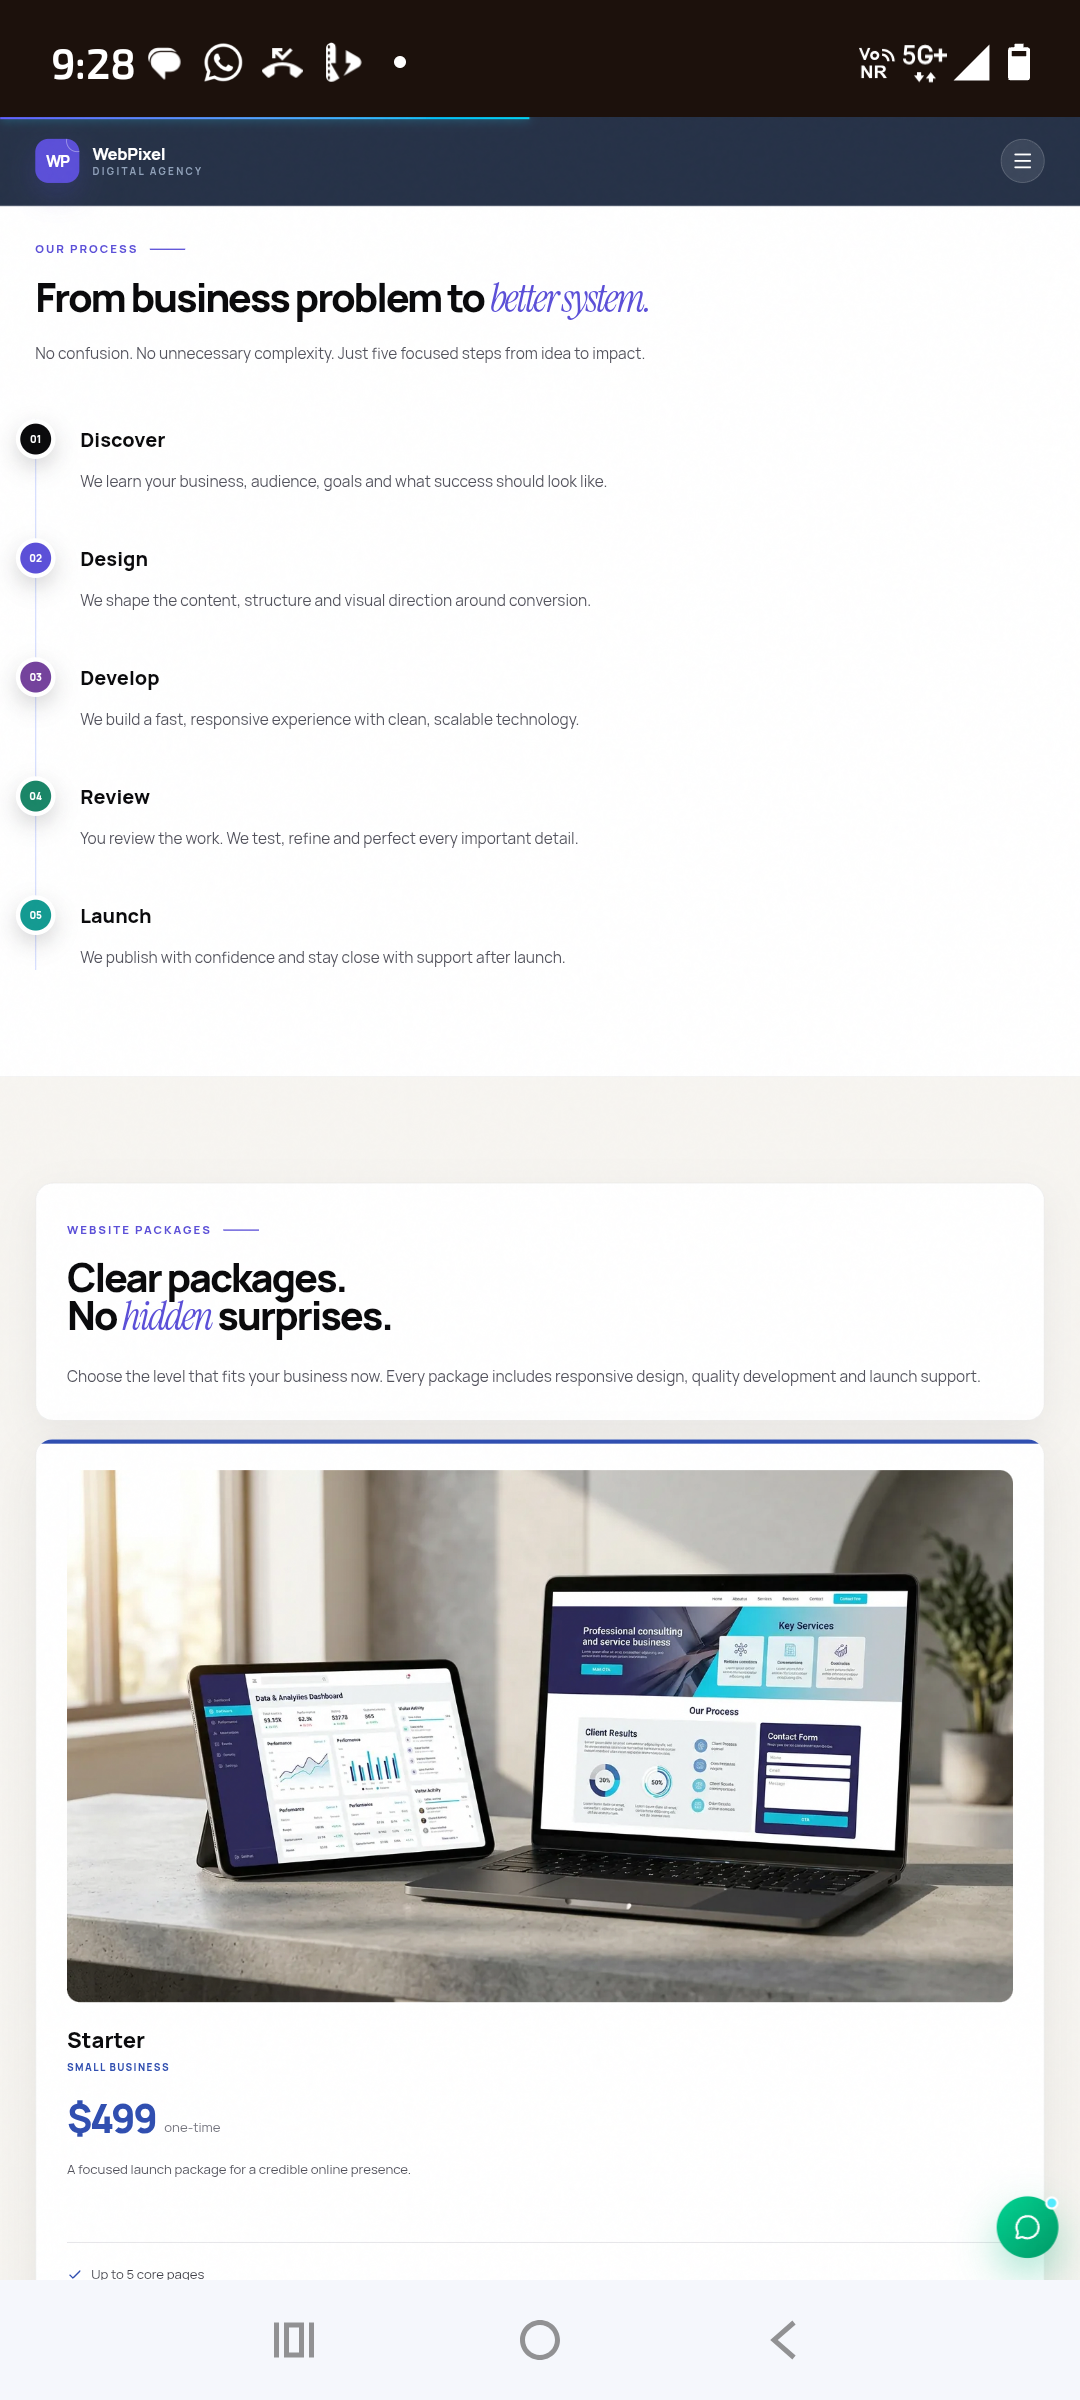 9:28
Vo
NR
5G+
WP
WebPixel
DIGITAL AGENCY
OUR PROCESS
From business problem to better system.
No confusion. No unnecessary complexity. Just five focused steps from idea to impact.
01
Discover
We learn your business, audience, goals and what success should look like.
02
Design
We shape the content, structure and visual direction around conversion.
03
Develop
We build a fast, responsive experience with clean, scalable technology.
04
Review
You review the work. We test, refine and perfect every important detail.
05
Launch
We publish with confidence and stay close with support after launch.
WEBSITE PACKAGES
Clear packages.
No hidden surprises.
Choose the level that fits your business now. Every package includes responsive design, quality development and launch support.
Data & Analyiies Dashboard
Performance
Performance
Professional consulting
and service business
Key Services
Our Process
Client Results
30%
50%
Contact Form
Starter
SMALL BUSINESS
$499 one-time
A focused launch package for a credible online presence.
Up to 5 core pages